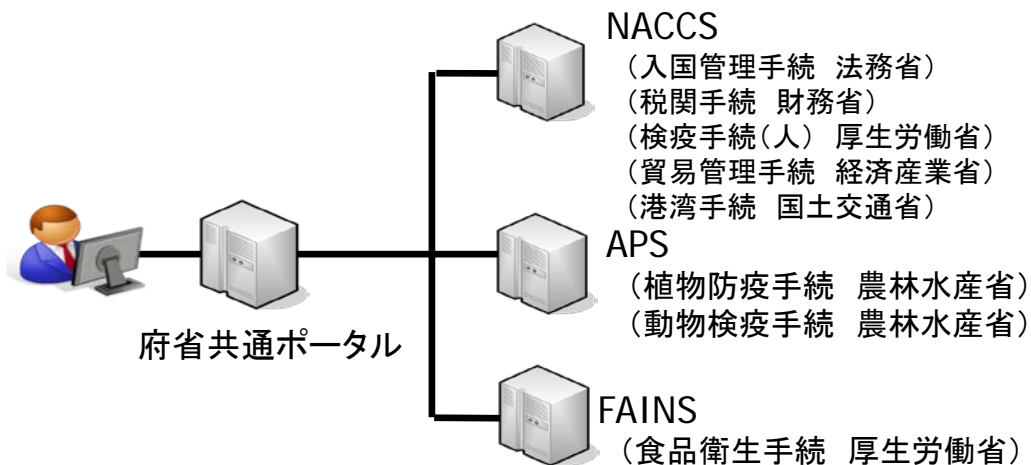 NACCS
（入国管理手続　法務省）
（税関手続　財務省）
（検疫手続（人）　厚生労働省）
（貿易管理手続　経済産業省）
（港湾手続　国土交通省）
APS
（植物防疫手続　農林水産省）
（動物検疫手続　農林水産省）
府省共通ポータル
FAINS
（食品衛生手続　厚生労働省）